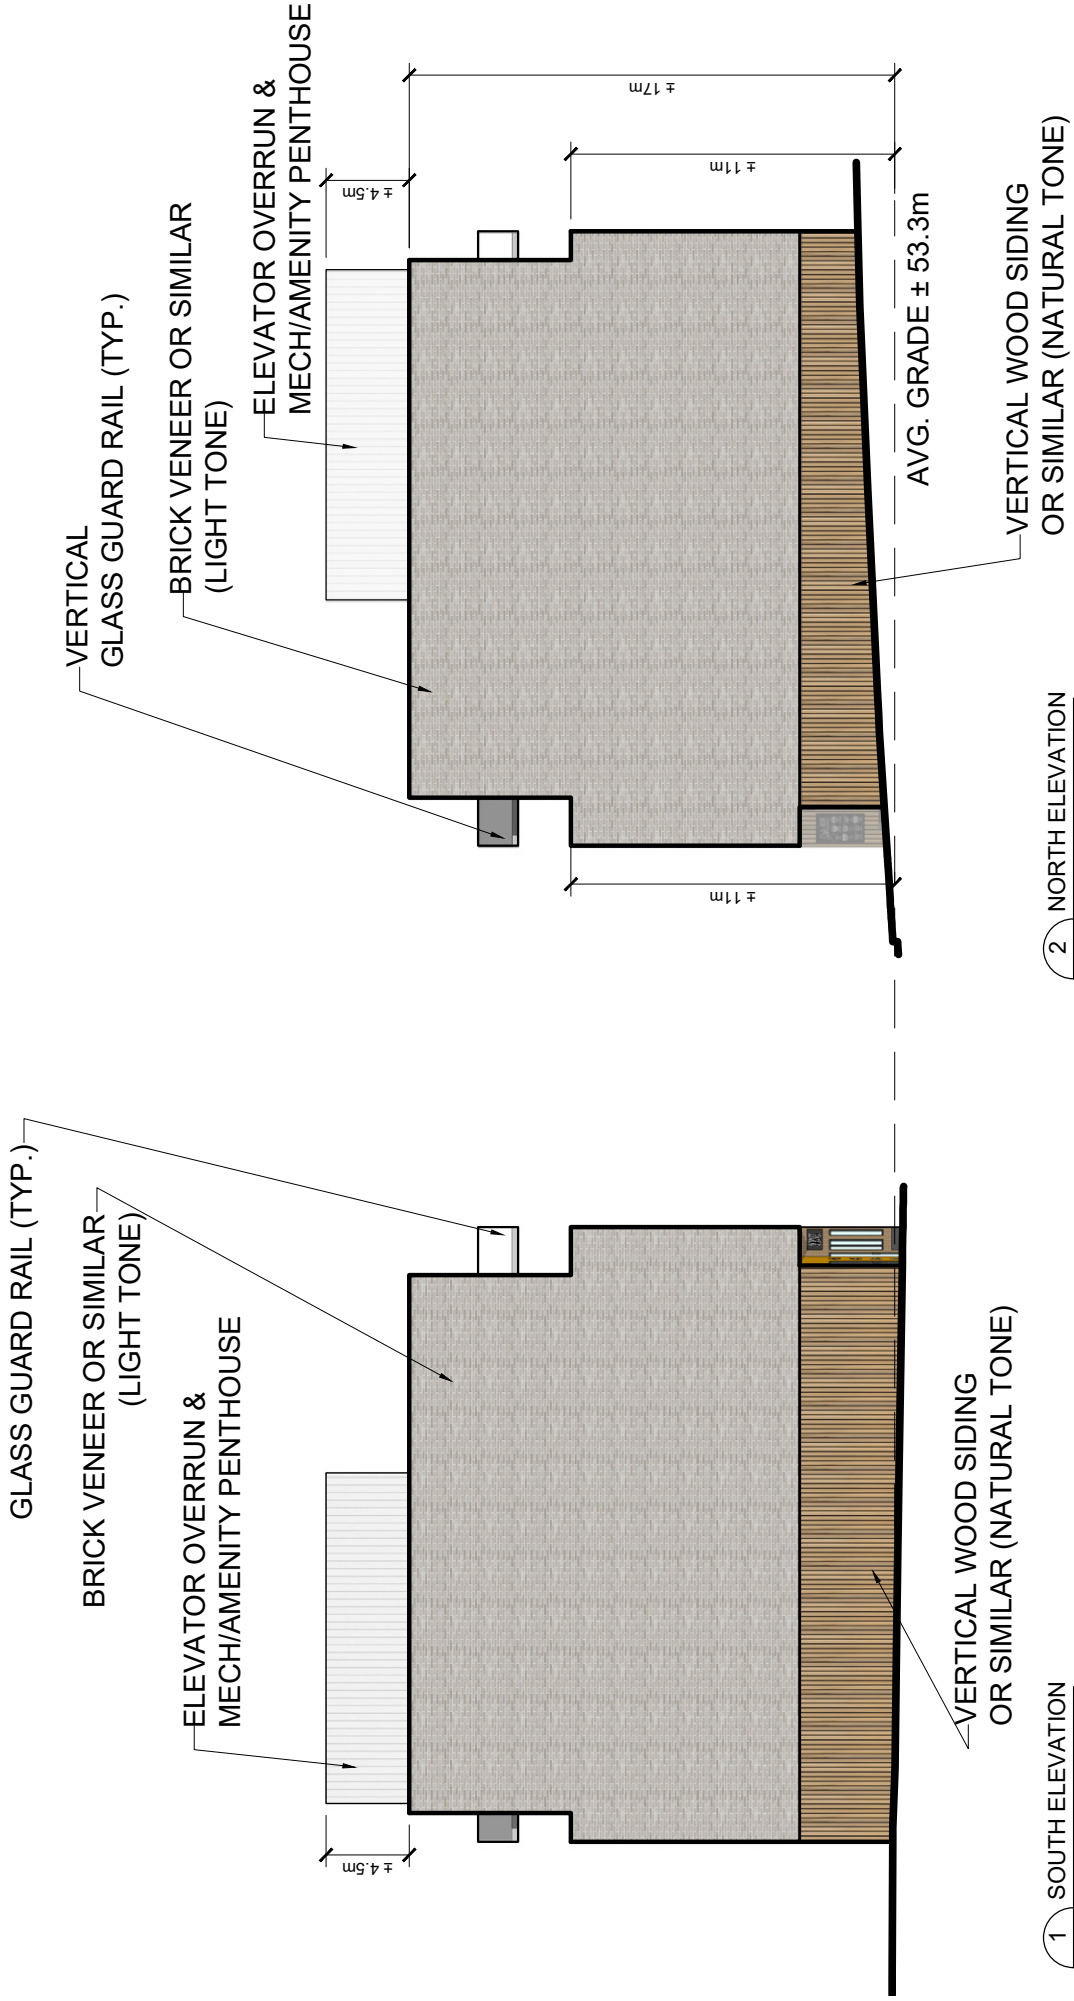 GLASS GUARD RAIL (TYP.)
BRICK VENEER OR SIMILAR
(LIGHT TONE)
ELEVATOR OVERRUN &
MECH/AMENITY PENTHOUSE
± 4.5m
VERTICAL WOOD SIDING
OR SIMILAR (NATURAL TONE)
1
SOUTH ELEVATION
VERTICAL
GLASS GUARD RAIL (TYP.)
BRICK VENEER OR SIMILAR
(LIGHT TONE)
ELEVATOR OVERRUN &
MECH/AMENITY PENTHOUSE
± 4.5m
± 17m
± 11m
± 11m
AVG. GRADE ± 53.3m
VERTICAL WOOD SIDING
OR SIMILAR (NATURAL TONE)
2
NORTH ELEVATION